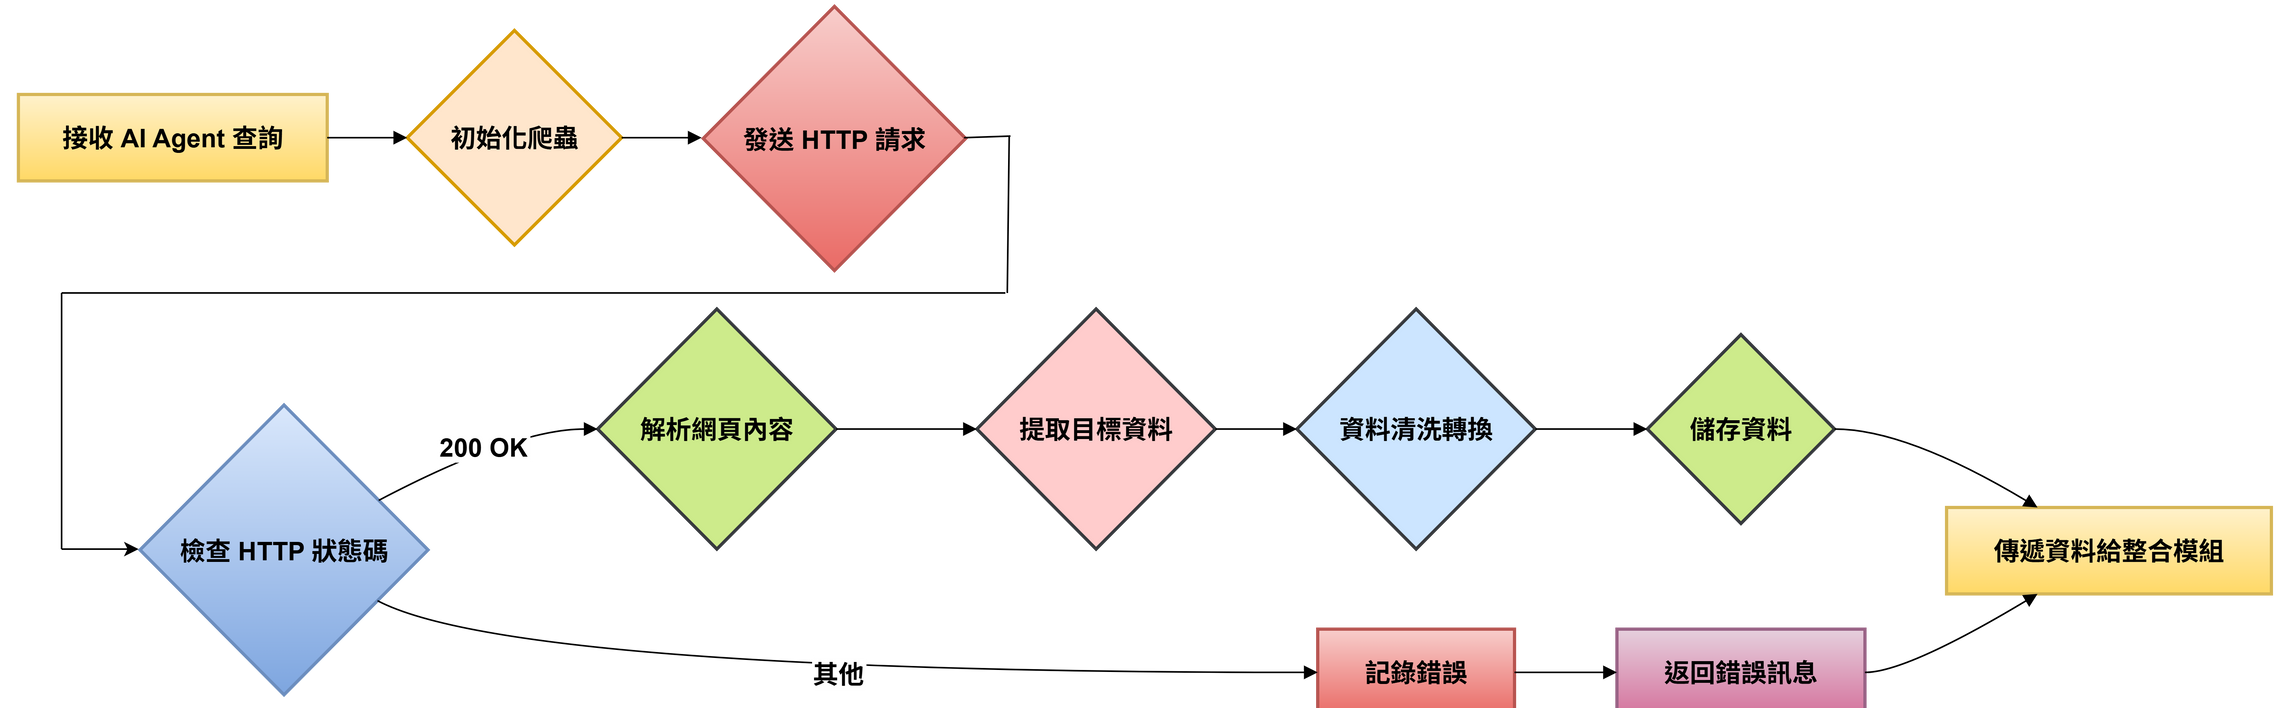 接收 AI Agent 查詢
初始化爬蟲
發送 HTTP 請求
200 OK
解析網頁內容
提取目標資料
資料清洗轉換
儲存資料
檢查 HTTP 狀態碼
傳遞資料給整合模組
其他
記錄錯誤
返回錯誤訊息